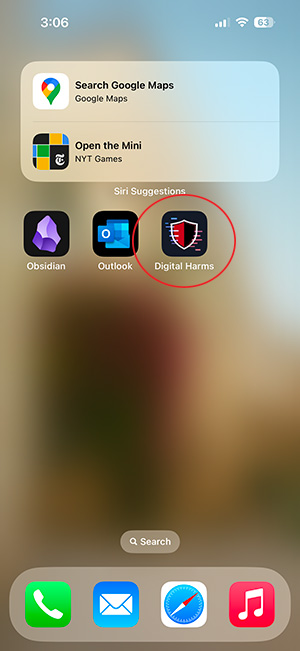 3:06
63
Search Google Maps
Google Maps
Open the Mini
NYT Games
Siri Suggestions
Obsidian
Outlook
Digital Harms
Search